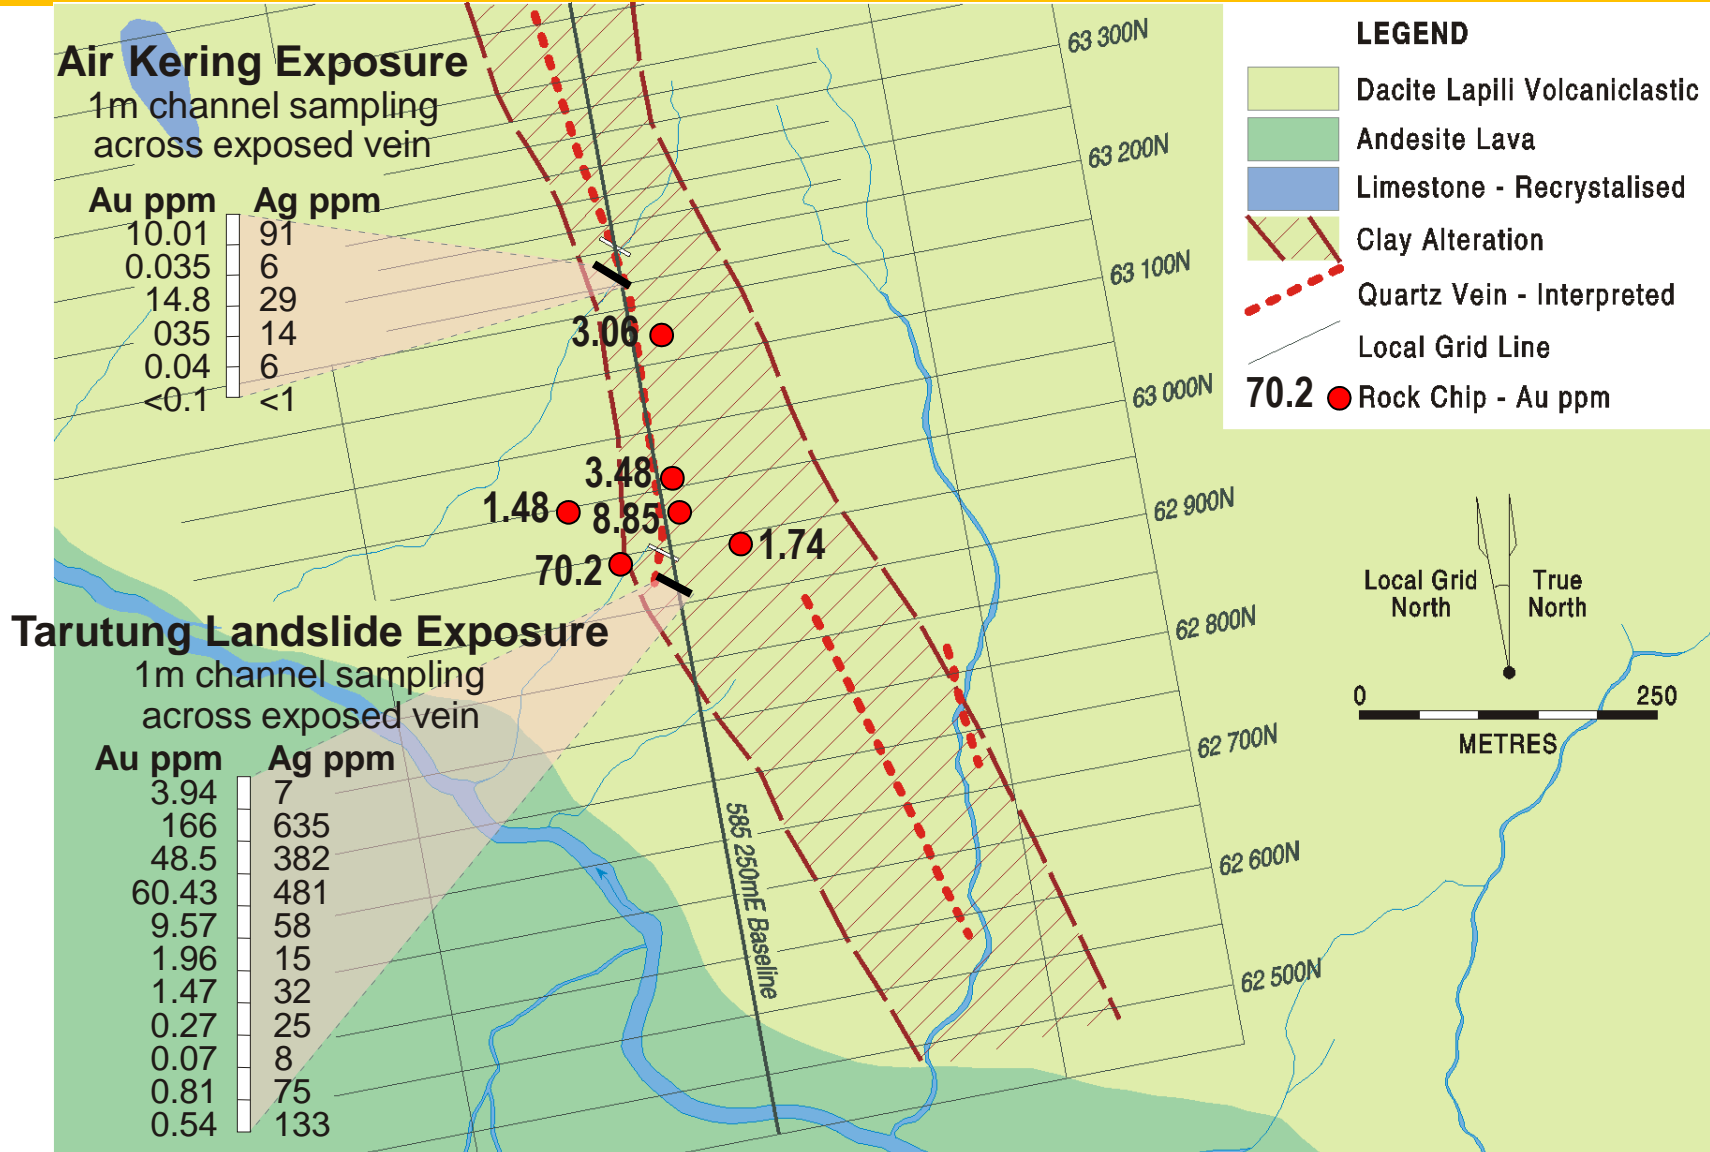 Air Kering Exposure
1m channel sampling
across exposed vein
Au ppm Ag ppm
10.01 91
0.035 6
14.8 29
035 14
0.04 6
<0.1 <1
3.06
3.48
1.48
8.85
1.74
70.2
Tarutung Landslide Exposure
1m channel sampling
across exposed vein
Au ppm Ag ppm
3.94 7
166 635
48.5 382
60.43 481
9.57 58
1.96 15
1.47 32
0.27 25
0.07 8
0.81 75
0.54 133
585 250mE Baseline
63 300N
63 200N
63 100N
63 000N
62 900N
62 800N
62 700N
62 600N
62 500N
LEGEND
Dacite Lapili Volcaniclastic
Andesite Lava
Limestone - Recrystalised
Clay Alteration
Quartz Vein - Interpreted
Local Grid Line
70.2 Rock Chip - Au ppm
Local Grid
North
True
North
0 250
METRES